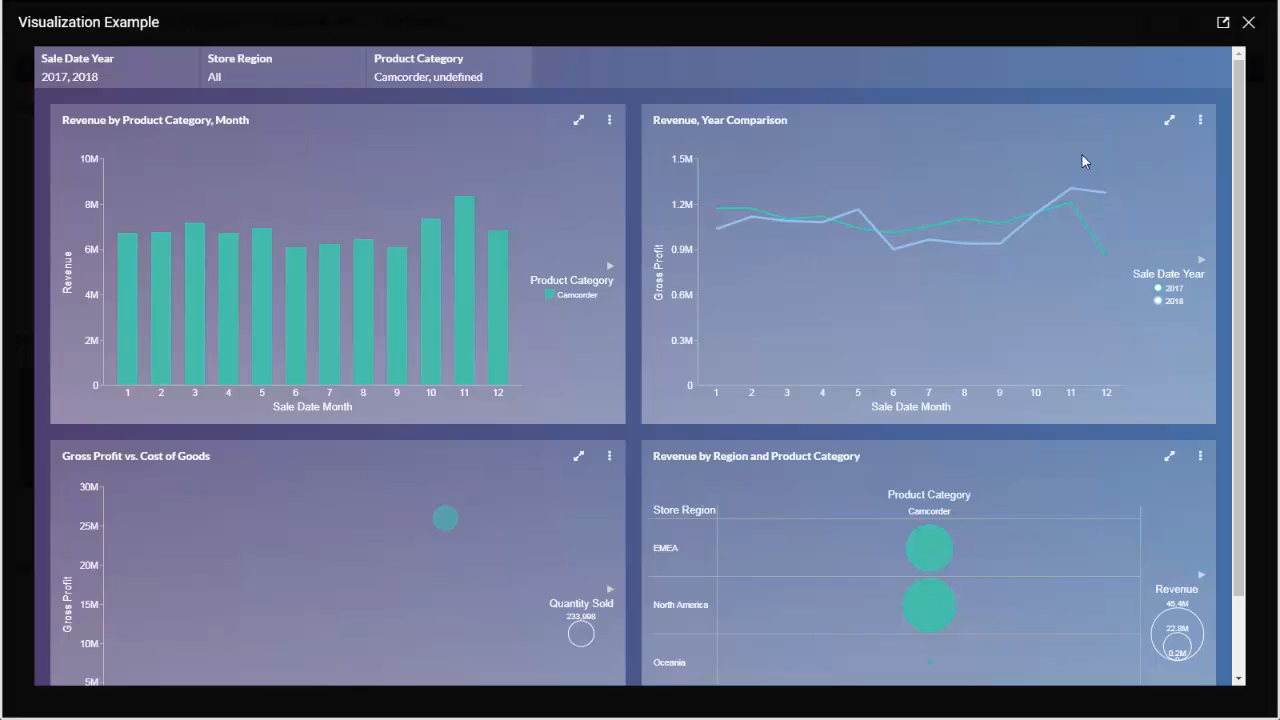 Visualization Example
Sale Date Year
2017, 2018
Store Region
All
Product Category
Camcorder, undefined
Revenue by Product Category, Month
10M
8M
6M
4M
2M
0
Revenue
1 2 3 4 5 6 7 8 9 10 11 12
Sale Date Month
Product Category
Camcorder
Revenue, Year Comparison
1.5M
1.2M
0.9M
0.6M
0.3M
0
Gross Profit
1 2 3 4 5 6 7 8 9 10 11 12
Sale Date Month
Sale Date Year
2017
2018
Gross Profit vs. Cost of Goods
30M
25M
20M
15M
10M
5M
Gross Profit
Quantity Sold
233,998
Revenue by Region and Product Category
Product Category
Store Region
Camcorder
EMEA
North America
Oceania
Revenue
45.4M
22.8M
0.2M